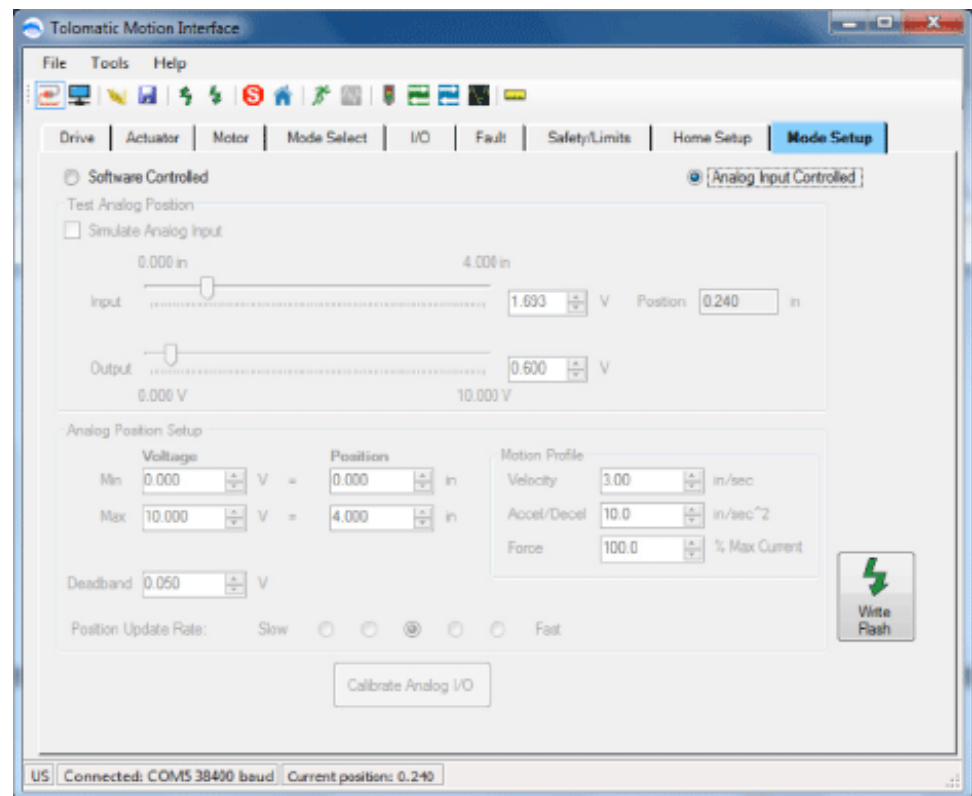 Tolomatic Motion Interface
File Tools Help
Drive Actuator Motor Mode Select I/O Fault Safety/Limits Home Setup Mode Setup
Software Controlled Analog Input Controlled
Test Analog Position
Simulate Analog Input
0.000 in 4.000 in
Input 1.693 V Position 0.240 in
Output 0.600 V
0.000 V 10.000 V
Analog Position Setup
Voltage Position Motion Profile
Min 0.000 V = 0.000 in Velocity 3.00 in/sec
Max 10.000 V = 4.000 in Accel/Decel 10.0 in/sec^2
Force 100.0 % Max Current
Deadband 0.050 V
Write
Flash
Position Update Rate: Slow Fast
Calibrate Analog I/O
US Connected: COM5 38400 baud Current position: 0.240